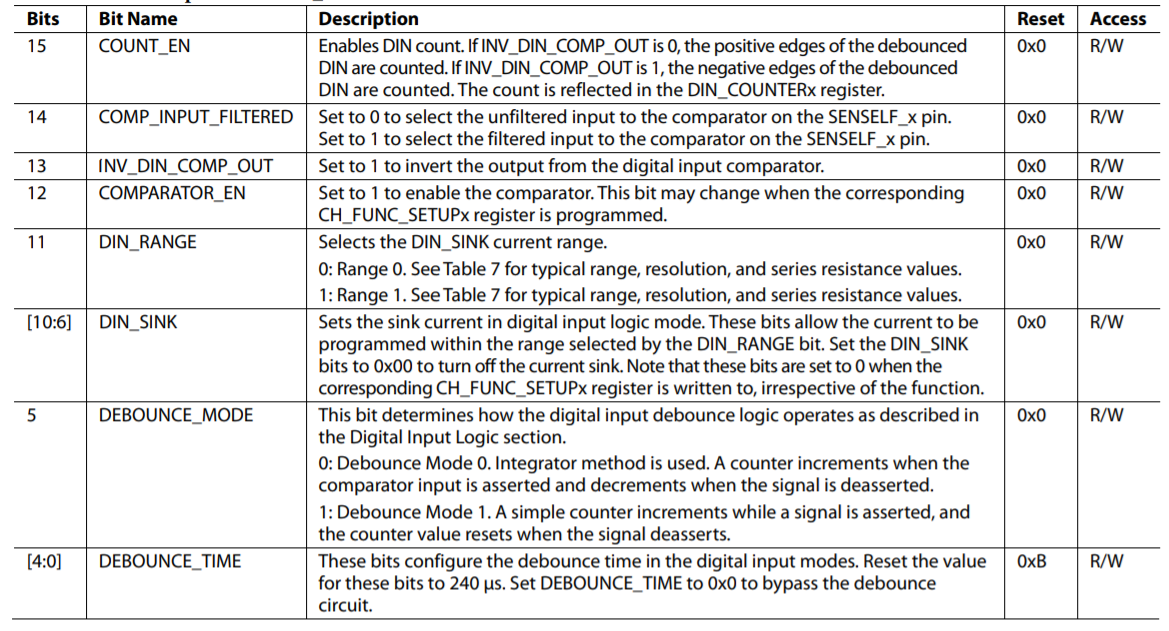 Bits Bit Name Description Reset Access
15 COUNT_EN Enables DIN count. If INV_DIN_COMP_OUT is 0, the positive edges of the debounced 0x0 R/W
DIN are counted. If INV_DIN_COMP_OUT is 1, the negative edges of the debounced
DIN are counted. The count is reflected in the DIN_COUNTERx register.
14 COMP_INPUT_FILTERED Set to 0 to select the unfiltered input to the comparator on the SENSELF_x pin. 0x0 R/W
Set to 1 to select the filtered input to the comparator on the SENSELF_x pin.
13 INV_DIN_COMP_OUT Set to 1 to invert the output from the digital input comparator. 0x0 R/W
12 COMPARATOR_EN Set to 1 to enable the comparator. This bit may change when the corresponding 0x0 R/W
CH_FUNC_SETUPx register is programmed.
11 DIN_RANGE Selects the DIN_SINK current range. 0x0 R/W
0: Range 0. See Table 7 for typical range, resolution, and series resistance values.
1: Range 1. See Table 7 for typical range, resolution, and series resistance values.
[10:6] DIN_SINK Sets the sink current in digital input logic mode. These bits allow the current to be 0x0 R/W
programmed within the range selected by the DIN_RANGE bit. Set the DIN_SINK
bits to 0x00 to turn off the current sink. Note that these bits are set to 0 when the
corresponding CH_FUNC_SETUPx register is written to, irrespective of the function.
5 DEBOUNCE_MODE This bit determines how the digital input debounce logic operates as described in 0x0 R/W
the Digital Input Logic section.
0: Debounce Mode 0. Integrator method is used. A counter increments when the
comparator input is asserted and decrements when the signal is deasserted.
1: Debounce Mode 1. A simple counter increments while a signal is asserted, and
the counter value resets when the signal deasserts.
[4:0] DEBOUNCE_TIME These bits configure the debounce time in the digital input modes. Reset the value 0xB R/W
for these bits to 240 μs. Set DEBOUNCE_TIME to 0x0 to bypass the debounce
circuit.